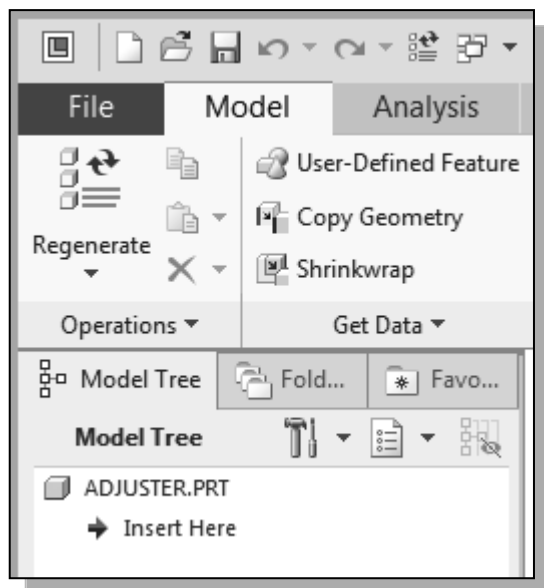 File Model Analysis
User-Defined Feature
Copy Geometry
Regenerate
Shrinkwrap
Operations Get Data
Model Tree Fold... Favo...
Model Tree
ADJUSTER.PRT
Insert Here